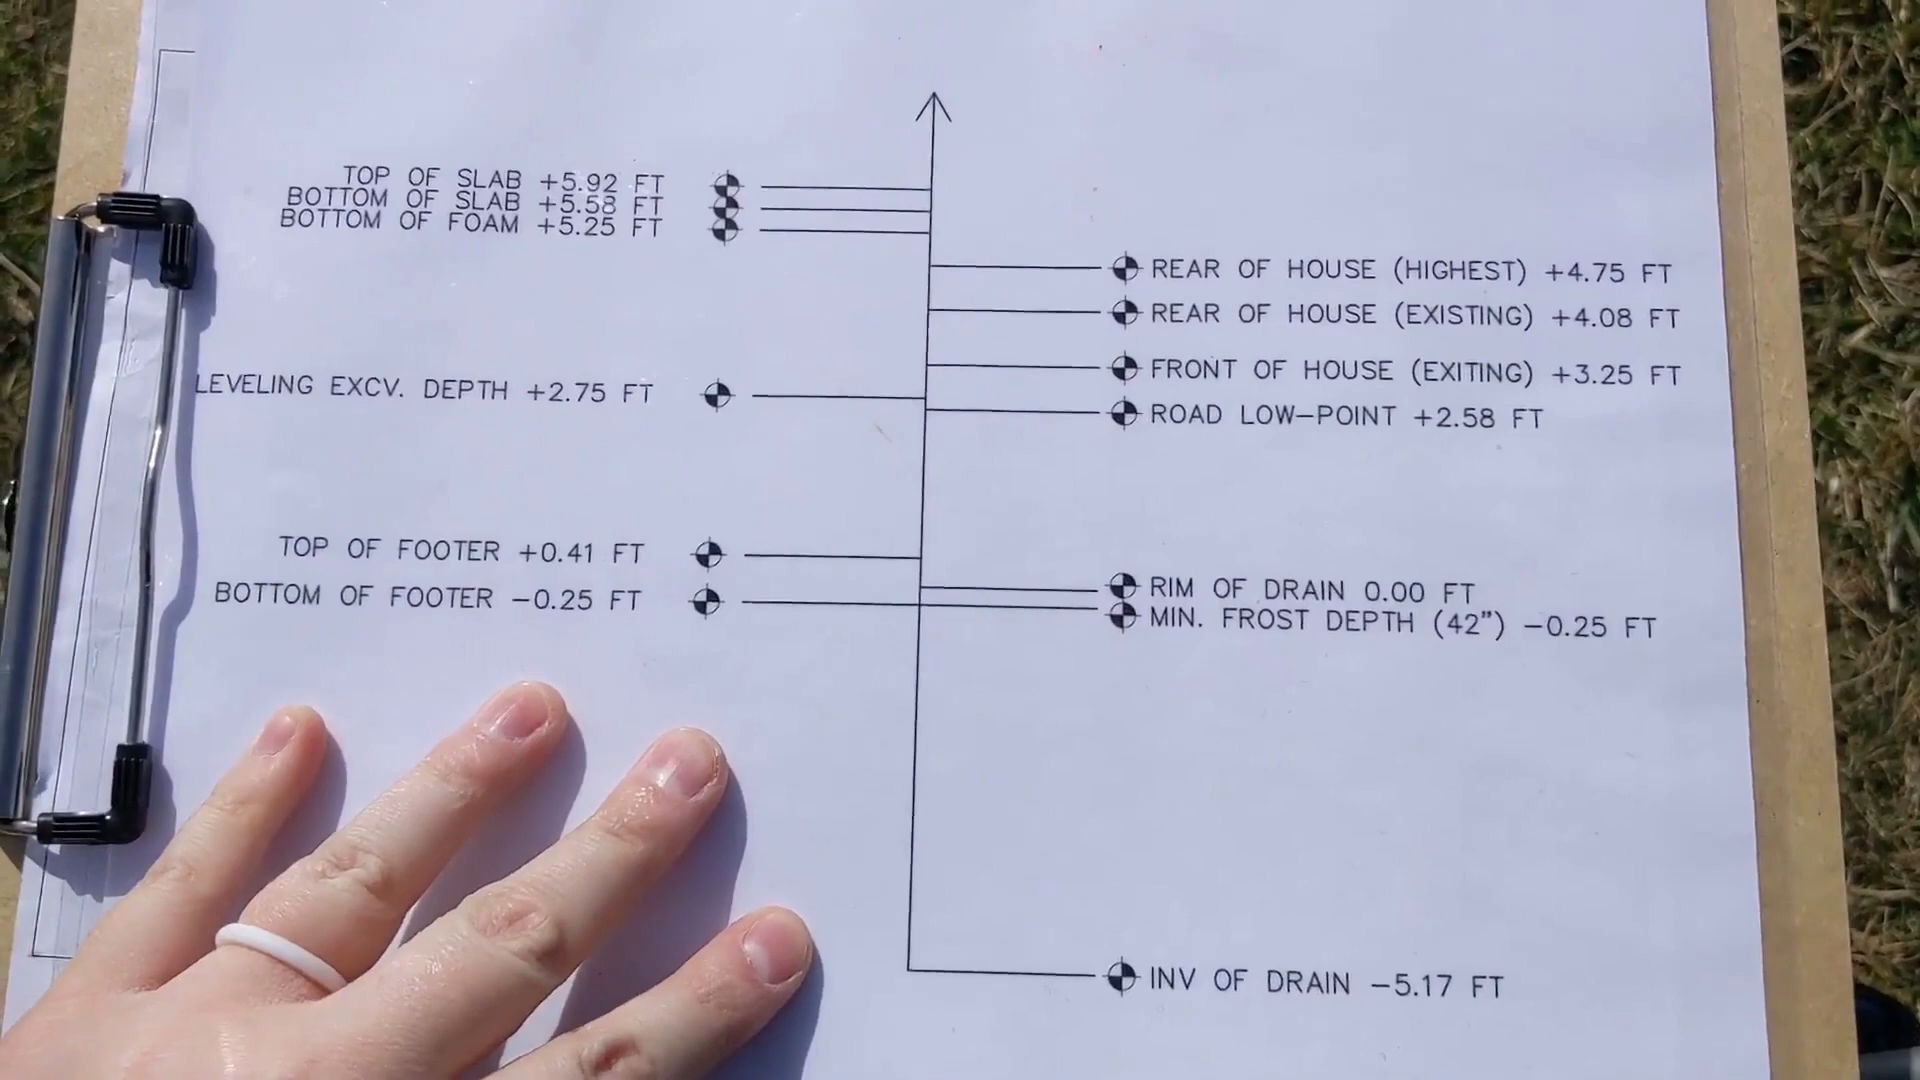 TOP OF SLAB +5.92 FT
BOTTOM OF SLAB +5.58 FT
BOTTOM OF FOAM +5.25 FT
REAR OF HOUSE (HIGHEST) +4.75 FT
REAR OF HOUSE (EXISTING) +4.08 FT
FRONT OF HOUSE (EXITING) +3.25 FT
LEVELING EXCV. DEPTH +2.75 FT
ROAD LOW-POINT +2.58 FT
TOP OF FOOTER +0.41 FT
BOTTOM OF FOOTER -0.25 FT
RIM OF DRAIN 0.00 FT
MIN. FROST DEPTH (42") -0.25 FT
INV OF DRAIN -5.17 FT